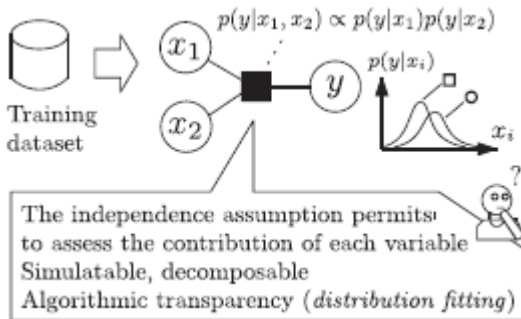 p(y|x₁, x₂) ∝ p(y|x₁)p(y|x₂)
x₁
x₂
y
p(y|xᵢ)
xᵢ
Training
dataset
?
The independence assumption permits
to assess the contribution of each variable
Simulatable, decomposable
Algorithmic transparency (distribution fitting)